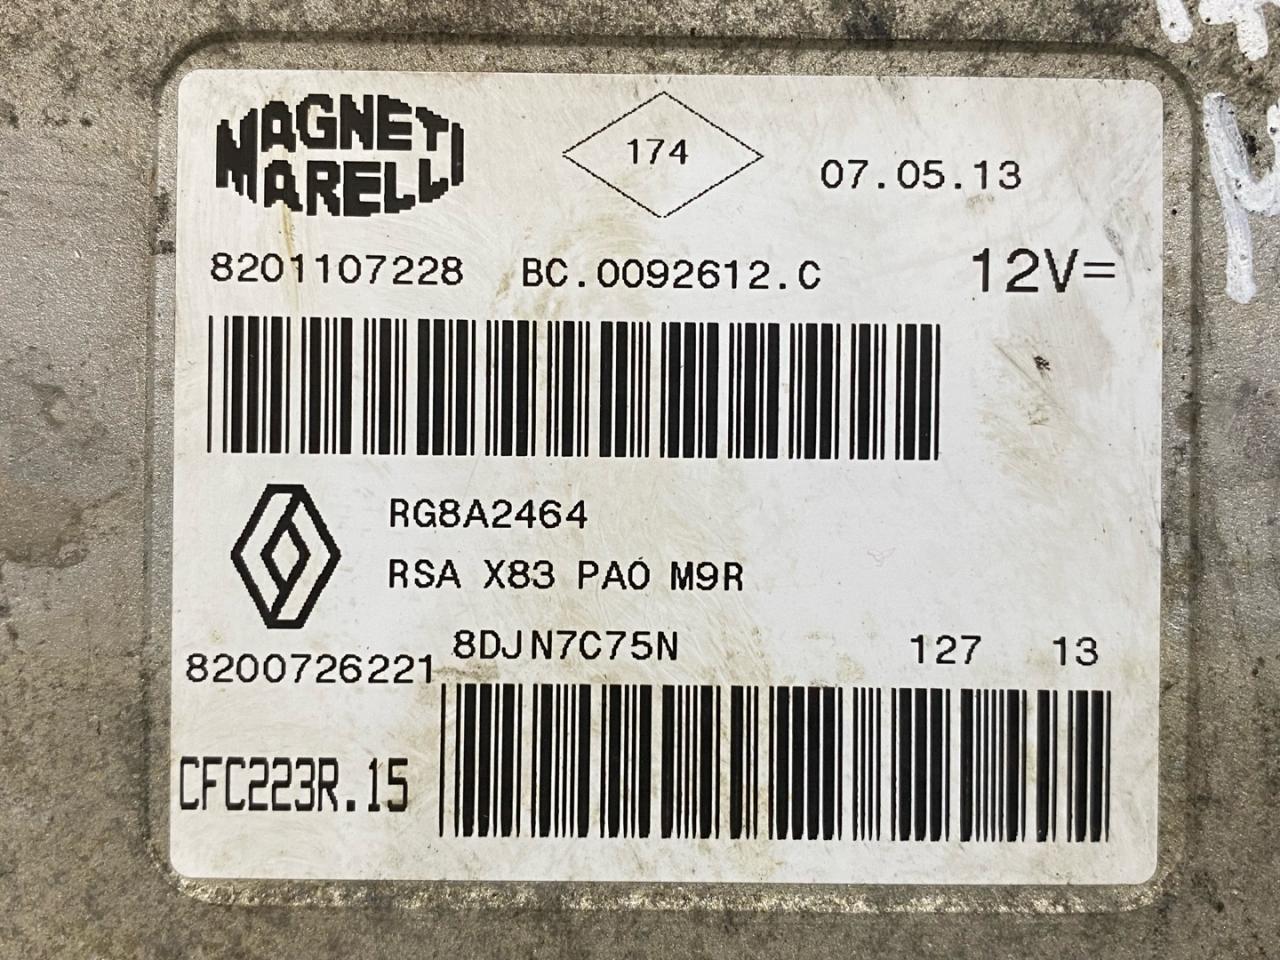 MAGNETI
MARELLI
174
07.05.13
8201107228 BC.0092612.C 12V=
RG8A2464
RSA X83 PAÓ M9R
8DJN7C75N 127 13
8200726221
CFC223R.15